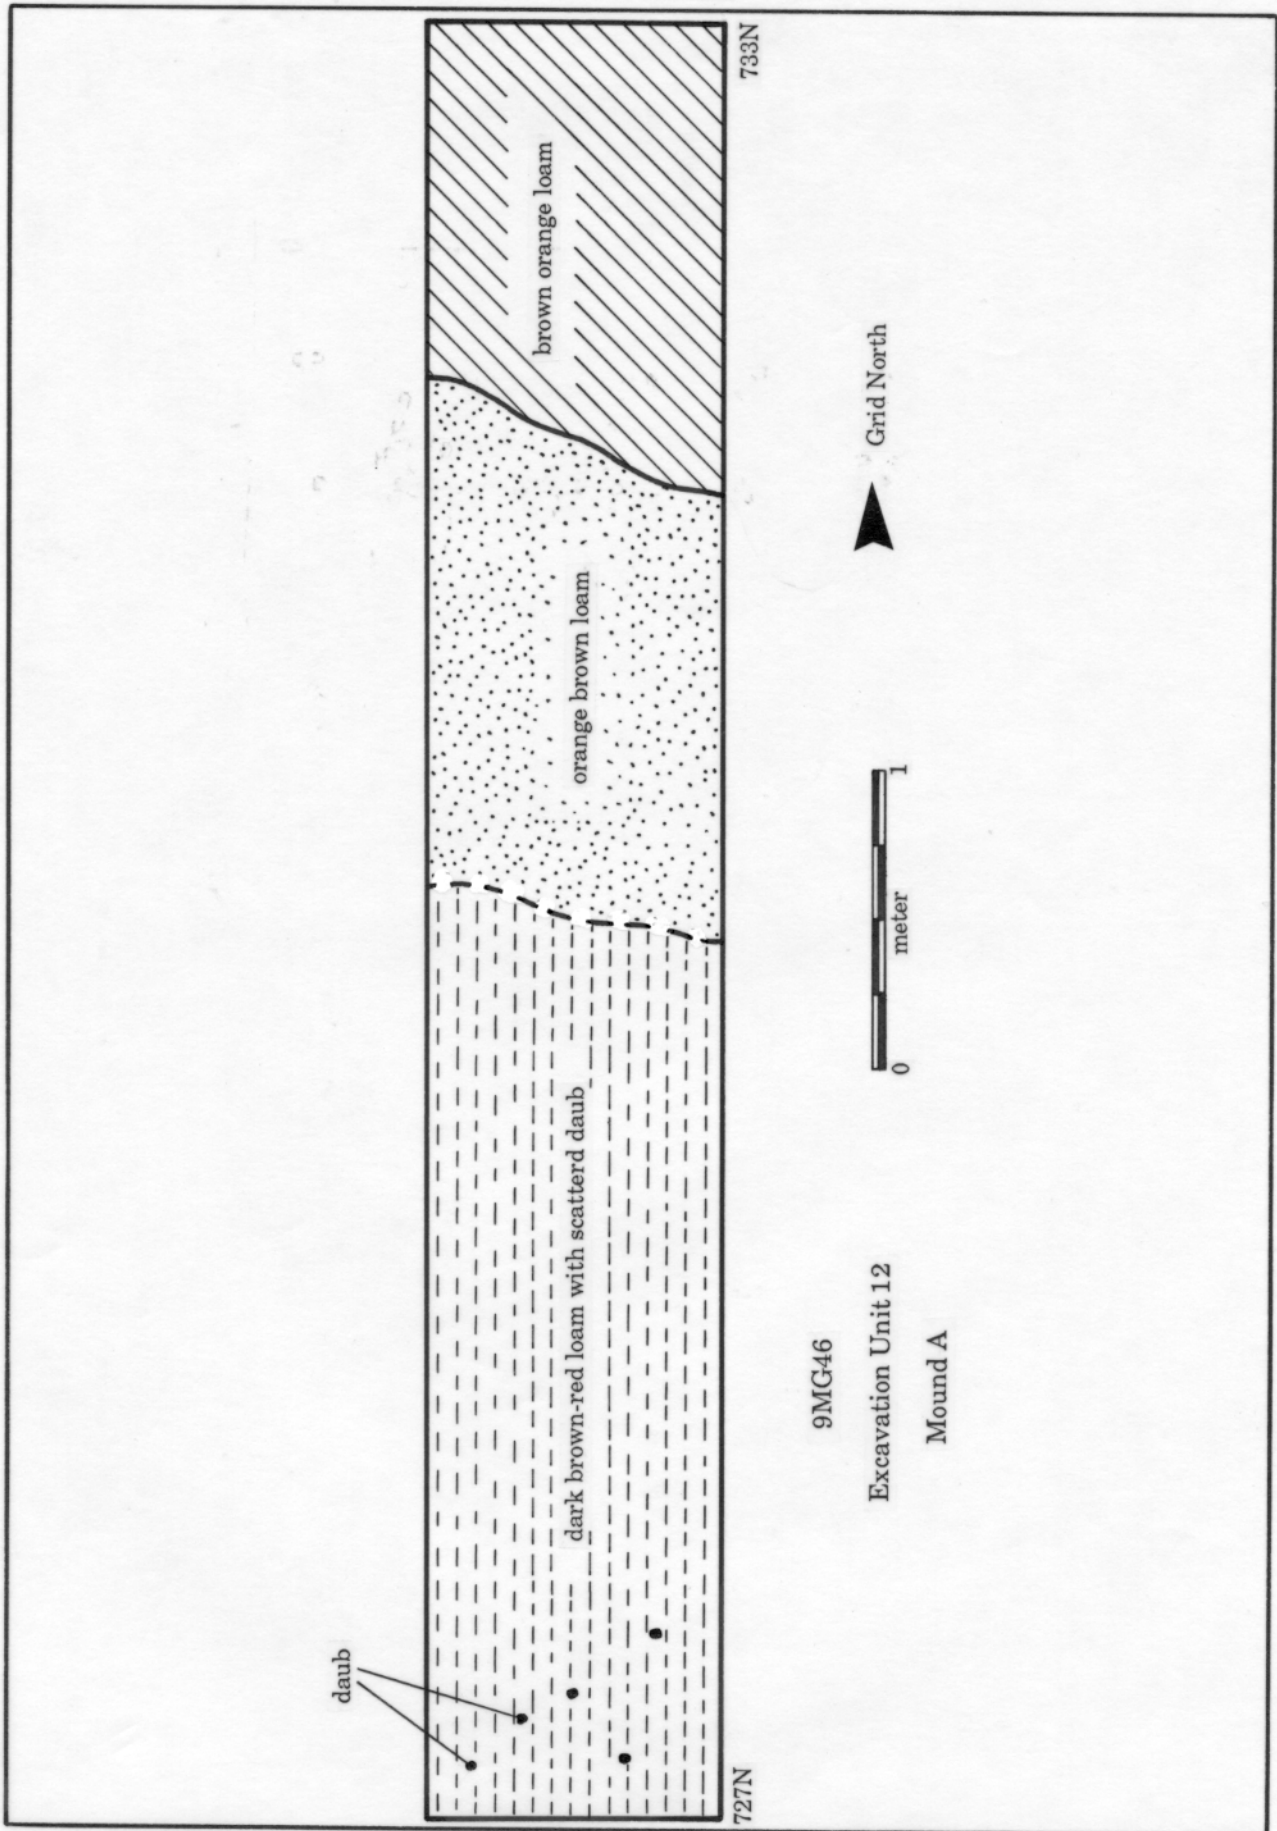 daub
dark brown-red loam with scatterd daub
orange brown loam
brown orange loam
727N
733N
9MG46
Excavation Unit 12
Mound A
0
meter
1
Grid North